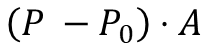 (P − P₀) · A